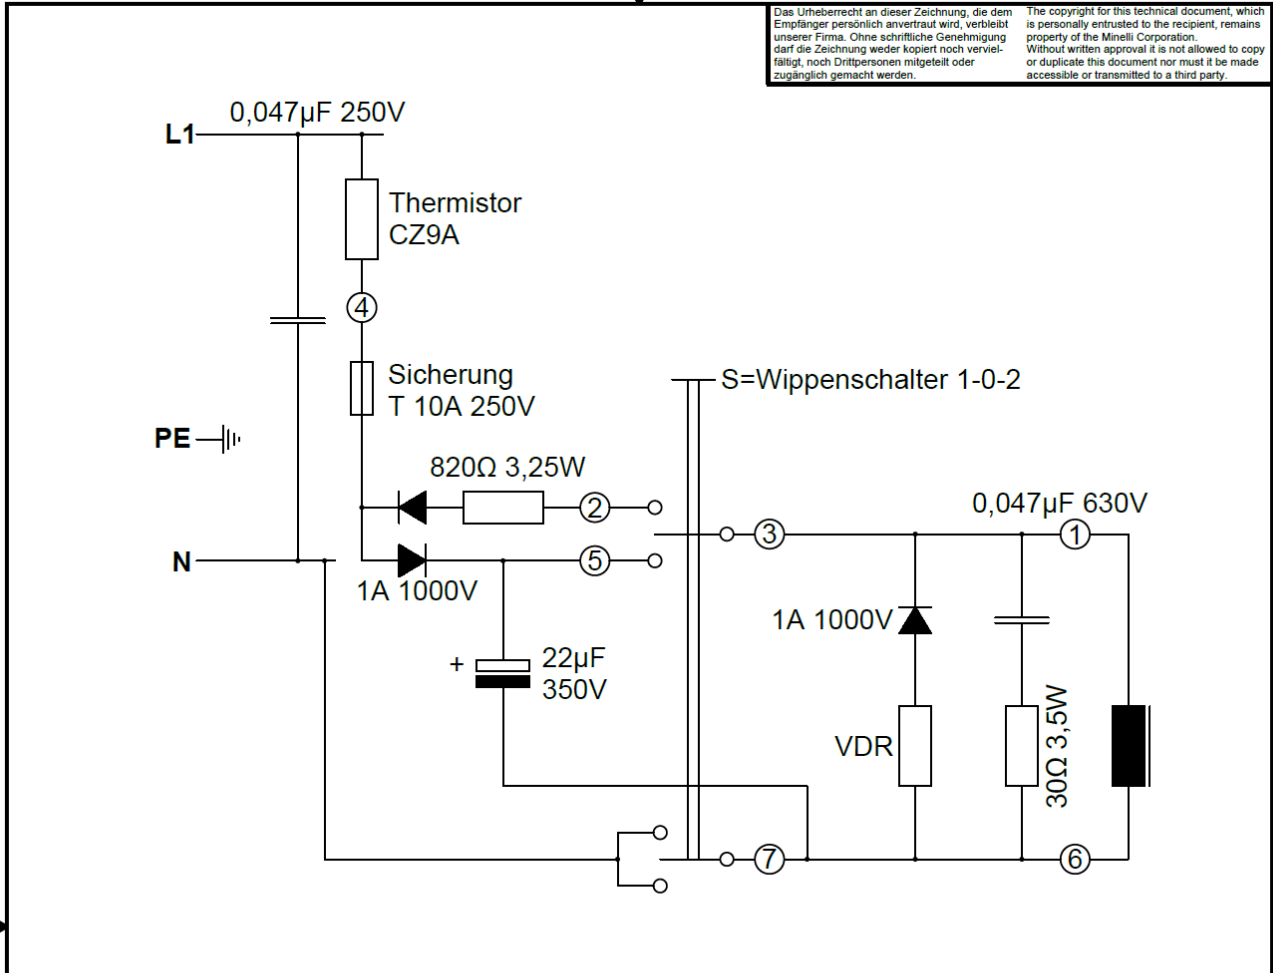 Das Urheberrecht an dieser Zeichnung, die dem
Empfänger persönlich anvertraut wird, verbleibt
unserer Firma. Ohne schriftliche Genehmigung
darf die Zeichnung weder kopiert noch verviel-
fältigt, noch Drittpersonen mitgeteilt oder
zugänglich gemacht werden.
The copyright for this technical document, which
is personally entrusted to the recipient, remains
property of the Minelli Corporation.
Without written approval it is not allowed to copy
or duplicate this document nor must it be made
accessible or transmitted to a third party.
0,047µF 250V
L1
Thermistor
CZ9A
4
Sicherung
T 10A 250V
S=Wippenschalter 1-0-2
PE
820Ω 3,25W
2
0,047µF 630V
3
1
N
5
1A 1000V
1A 1000V
+
22µF
350V
VDR
30Ω 3,5W
7
6